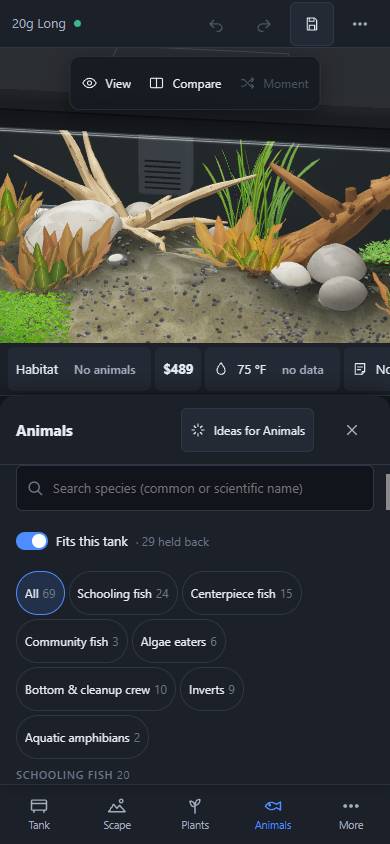 20g Long
View Compare Moment
Habitat No animals $489 75 °F no data
Animals Ideas for Animals
Search species (common or scientific name)
Fits this tank · 29 held back
All 69 Schooling fish 24 Centerpiece fish 15
Community fish 3 Algae eaters 6
Bottom & cleanup crew 10 Inverts 9
Aquatic amphibians 2
SCHOOLING FISH 20
Tank Scape Plants Animals More